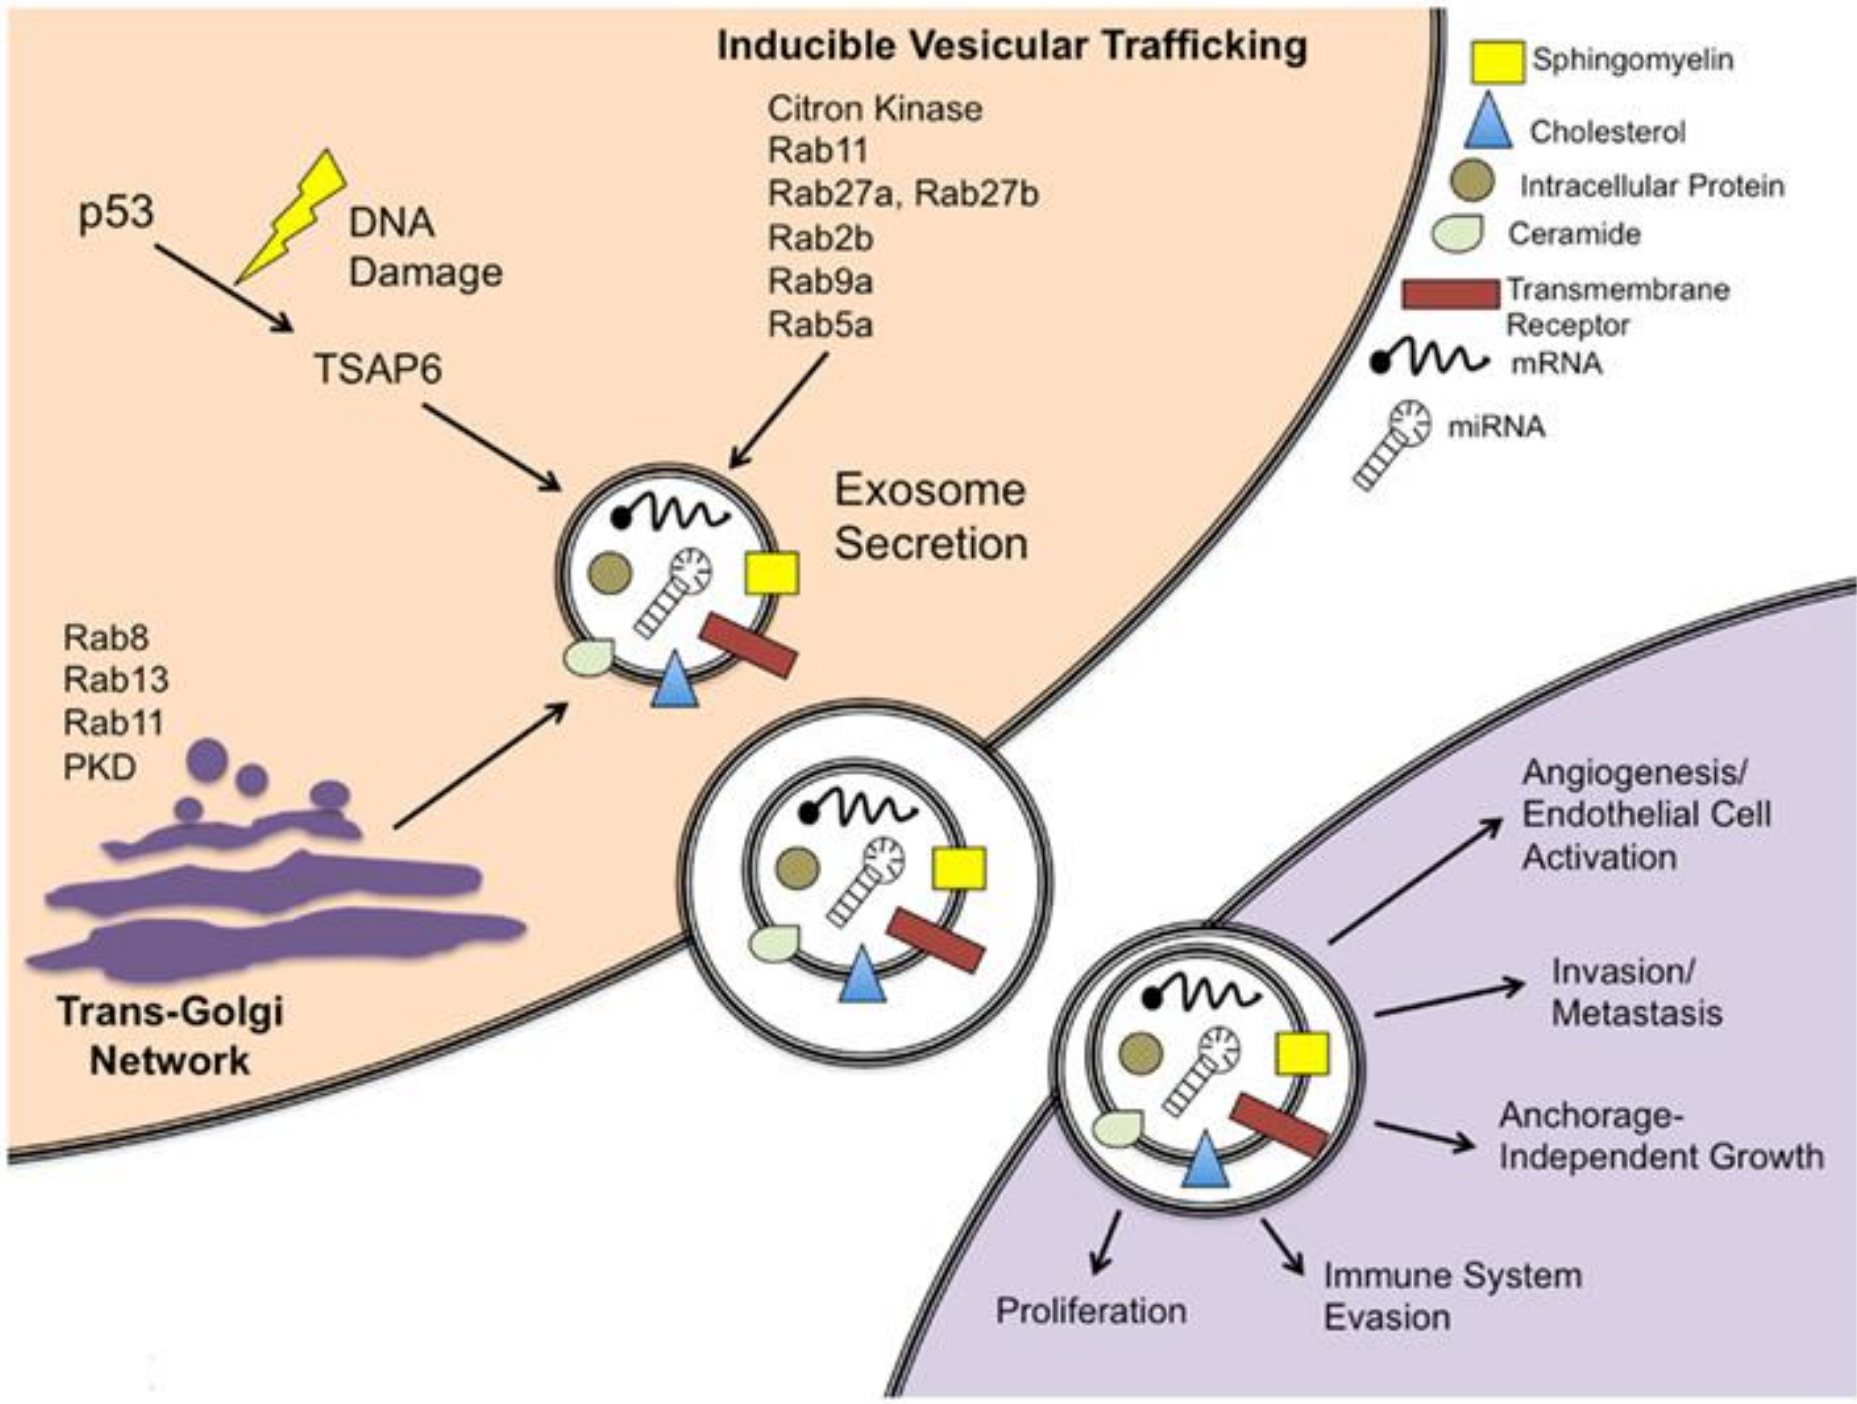 Inducible Vesicular Trafficking
Citron Kinase
Rab11
Rab27a, Rab27b
Rab2b
Rab9a
Rab5a
p53
DNA
Damage
TSAP6
Exosome
Secretion
Rab8
Rab13
Rab11
PKD
Trans-Golgi
Network
Sphingomyelin
Cholesterol
Intracellular Protein
Ceramide
Transmembrane
Receptor
mRNA
miRNA
Angiogenesis/
Endothelial Cell
Activation
Invasion/
Metastasis
Anchorage-
Independent Growth
Immune System
Evasion
Proliferation